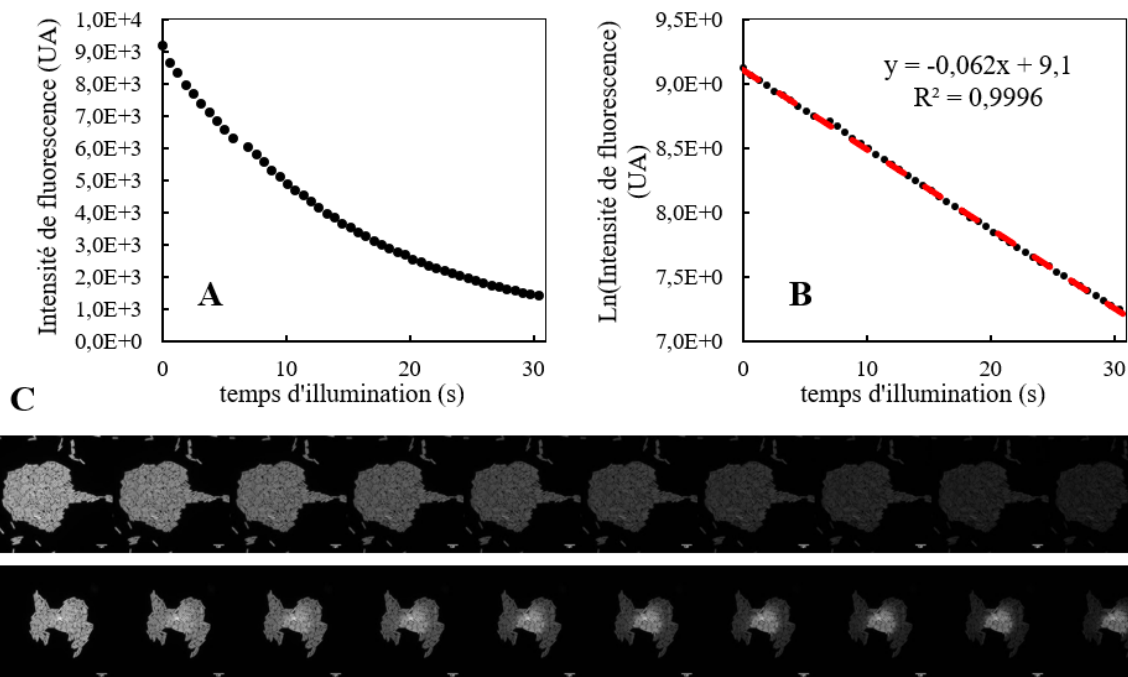 Intensité de fluorescence (UA)
1,0E+4
9,0E+3
8,0E+3
7,0E+3
6,0E+3
5,0E+3
4,0E+3
3,0E+3
2,0E+3
1,0E+3
0,0E+0
A
0
10
20
30
temps d'illumination (s)
Ln(Intensité de fluorescence)
(UA)
9,5E+0
9,0E+0
8,5E+0
8,0E+0
7,5E+0
7,0E+0
y = -0,062x + 9,1
R² = 0,9996
B
0
10
20
30
temps d'illumination (s)
C